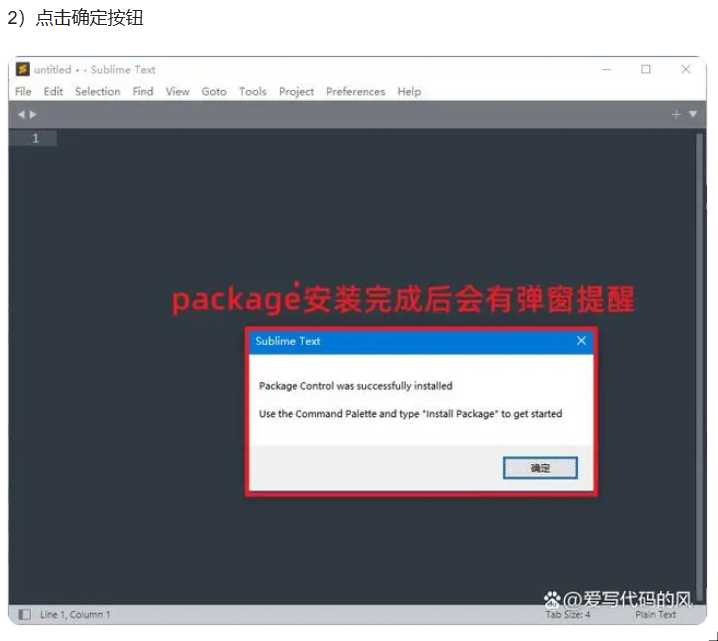 2）点击确定按钮
untitled • - Sublime Text
File Edit Selection Find View Goto Tools Project Preferences Help
1
package安装完成后会有弹窗提醒
Sublime Text
Package Control was successfully installed
Use the Command Palette and type "Install Package" to get started
确定
@爱写代码的风
Line 1, Column 1 Tab Size: 4 Plain Text